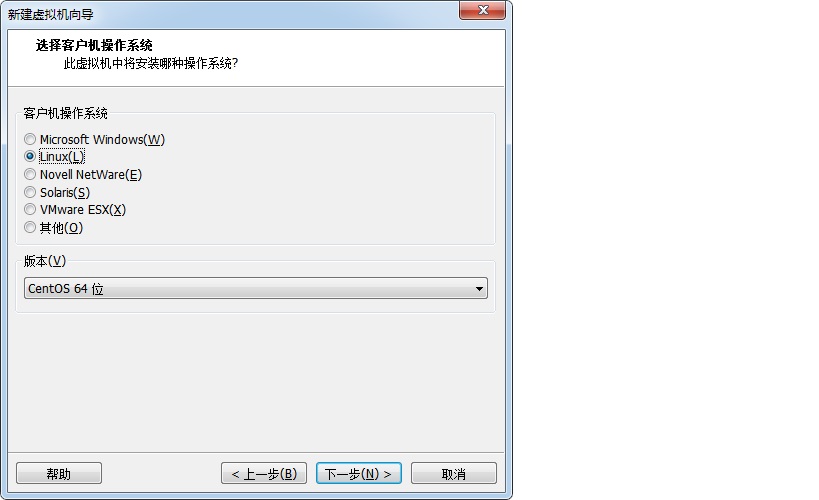 新建虚拟机向导
选择客户机操作系统
此虚拟机中将安装哪种操作系统?
客户机操作系统
Microsoft Windows(W)
Linux(L)
Novell NetWare(E)
Solaris(S)
VMware ESX(X)
其他(O)
版本(V)
CentOS 64 位
帮助
< 上一步(B)
下一步(N) >
取消